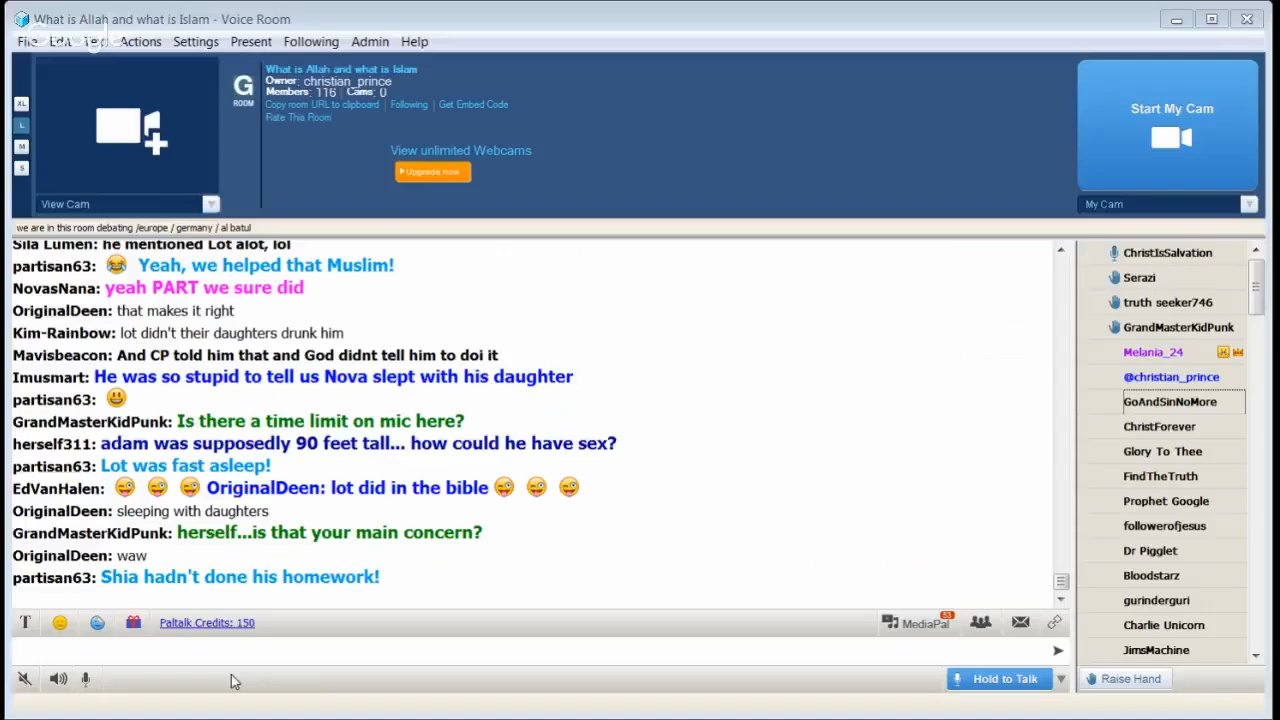 What is Allah and what is Islam - Voice Room
Google
File Edit Text Actions Settings Present Following Admin Help
What is Allah and what is Islam
Owner: christian_prince
Members: 116 Cams: 0
Copy room URL to clipboard | Following | Get Embed Code
Rate This Room
G
ROOM
XL
L
M
S
View unlimited Webcams
Upgrade now
Start My Cam
View Cam
My Cam
we are in this room debating /europe / germany / al batul
Sila Lumen: he mentioned Lot alot, lol
partisan63: 😂 Yeah, we helped that Muslim!
NovasNana: yeah PART we sure did
OriginalDeen: that makes it right
Kim-Rainbow: lot didn't their daughters drunk him
Mavisbeacon: And CP told him that and God didnt tell him to doi it
Imusmart: He was so stupid to tell us Nova slept with his daughter
partisan63: 😃
GrandMasterKidPunk: Is there a time limit on mic here?
herself311: adam was supposedly 90 feet tall... how could he have sex?
partisan63: Lot was fast asleep!
EdVanHalen: 😜 😜 😜 OriginalDeen: lot did in the bible 😜 😜 😜
OriginalDeen: sleeping with daughters
GrandMasterKidPunk: herself...is that your main concern?
OriginalDeen: waw
partisan63: Shia hadn't done his homework!
ChristIsSalvation
Serazi
truth seeker746
GrandMasterKidPunk
Melania_24
@christian_prince
GoAndSinNoMore
ChristForever
Glory To Thee
FindTheTruth
Prophet Google
followerofjesus
Dr Pigglet
Bloodstarz
gurinderguri
Charlie Unicorn
JimsMachine
T
Paltalk Credits: 150
MediaPal
53
Hold to Talk
Raise Hand